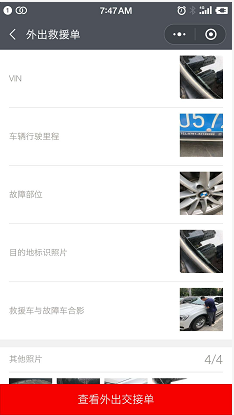 7:47AM
外出救援单
VIN
车辆行驶里程
故障部位
目的地标识照片
救援车与故障车合影
其他照片 4/4
查看外出交接单